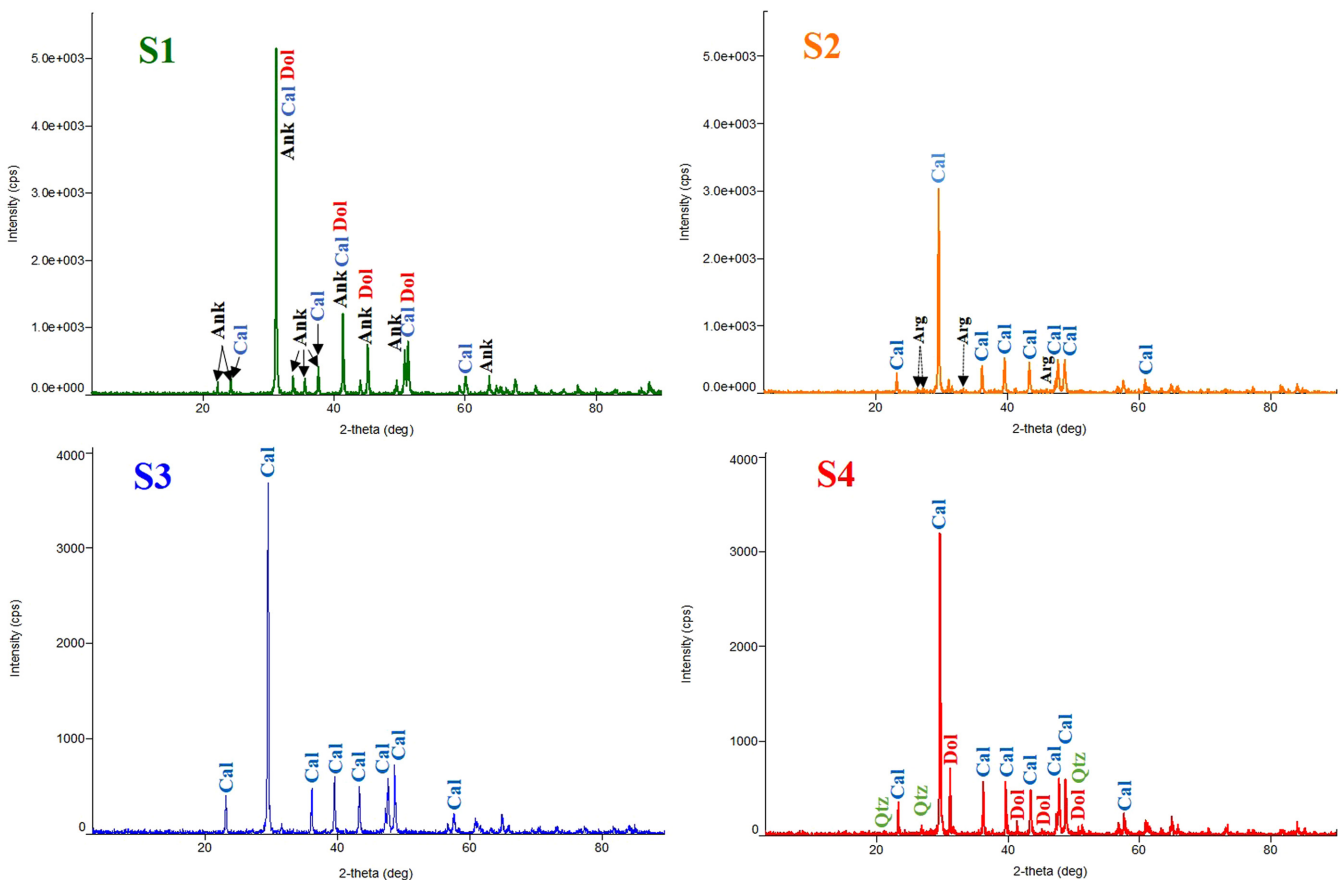 S1
5.0e+003
4.0e+003
3.0e+003
2.0e+003
1.0e+003
0.0e+000
Intensity (cps)
Ank Cal Dol
Ank
Cal
Ank
Cal
Ank Cal Dol
Ank Dol
Ank
Cal Dol
Cal
Ank
20 40 60 80
2-theta (deg)
S2
5.0e+003
4.0e+003
3.0e+003
2.0e+003
1.0e+003
0.0e+000
Intensity (cps)
Cal
Arg
Cal
Arg
Cal
Cal
Cal
Arg
Cal
Cal
Cal
20 40 60 80
2-theta (deg)
S3
4000
3000
2000
1000
0
Intensity (cps)
Cal
Cal
Cal
Cal
Cal
Cal
Cal
Cal
20 40 60 80
2-theta (deg)
S4
4000
3000
2000
1000
0
Intensity (cps)
Qtz
Cal
Qtz
Cal
Dol
Cal
Cal
Dol
Cal
Dol
Cal
Cal
Dol
Qtz
Cal
20 40 60 80
2-theta (deg)